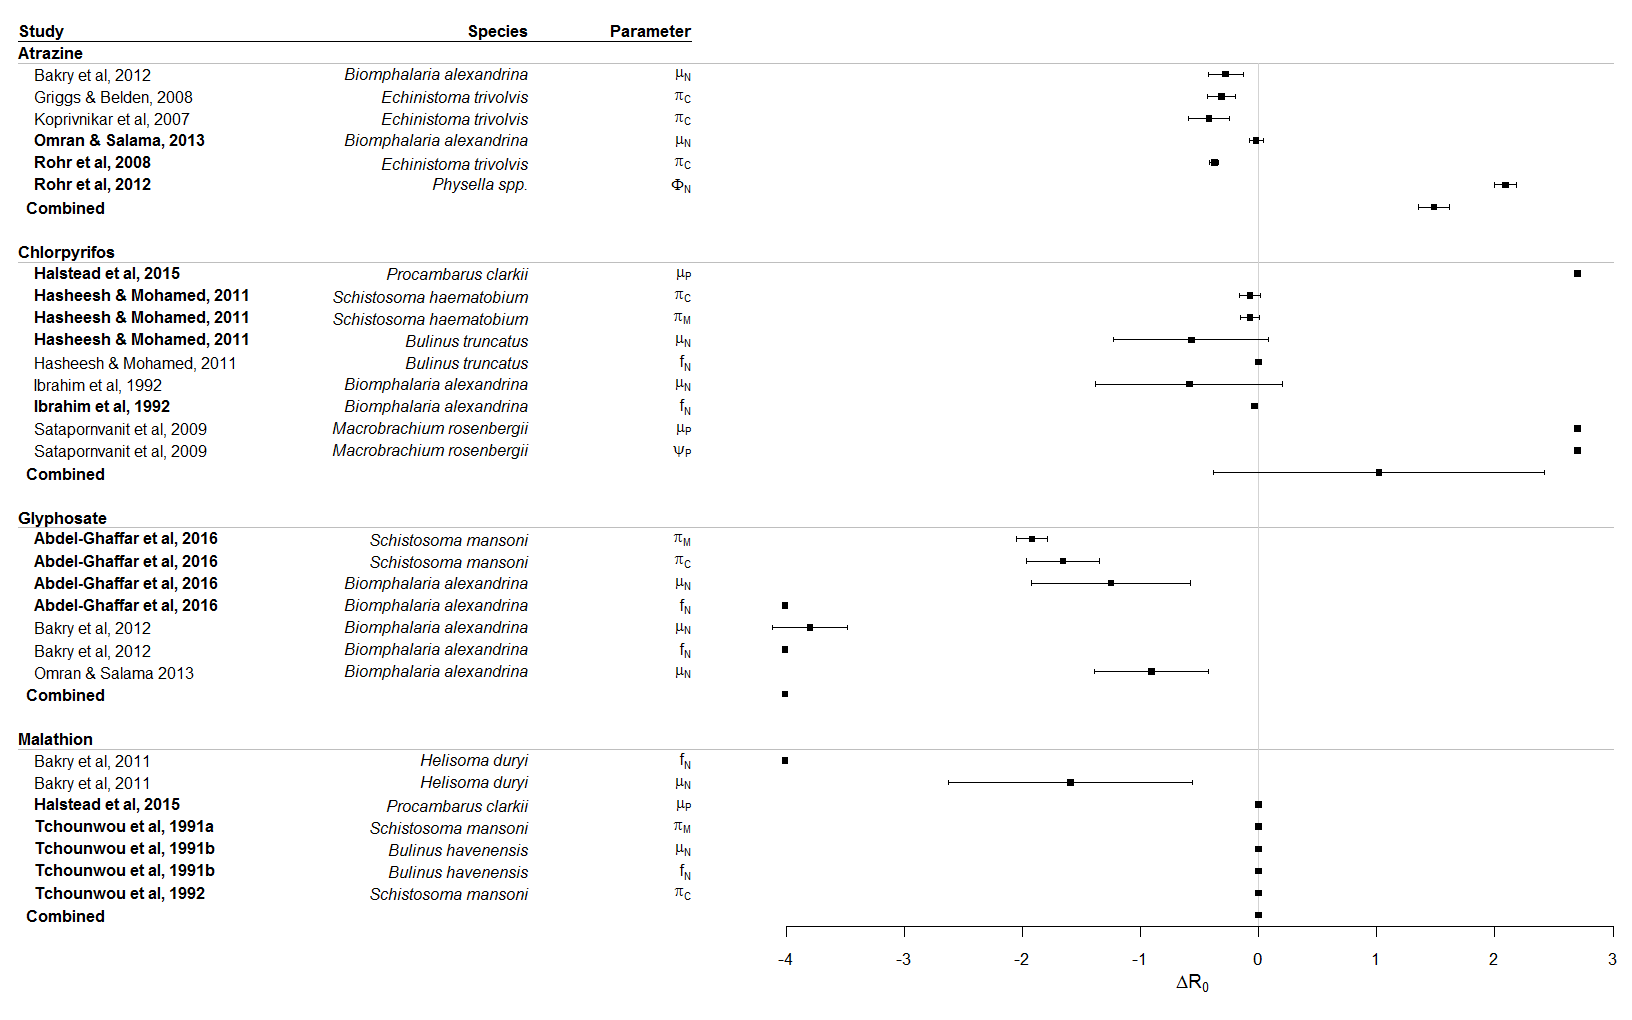 Study Species Parameter
Atrazine
Bakry et al, 2012 Biomphalaria alexandrina μN
Griggs & Belden, 2008 Echinistoma trivolvis πC
Koprivnikar et al, 2007 Echinistoma trivolvis πC
Omran & Salama, 2013 Biomphalaria alexandrina μN
Rohr et al, 2008 Echinistoma trivolvis πC
Rohr et al, 2012 Physella spp. ΦN
Combined
Chlorpyrifos
Halstead et al, 2015 Procambarus clarkii μP
Hasheesh & Mohamed, 2011 Schistosoma haematobium πC
Hasheesh & Mohamed, 2011 Schistosoma haematobium πM
Hasheesh & Mohamed, 2011 Bulinus truncatus μN
Hasheesh & Mohamed, 2011 Bulinus truncatus fN
Ibrahim et al, 1992 Biomphalaria alexandrina μN
Ibrahim et al, 1992 Biomphalaria alexandrina fN
Satapornvanit et al, 2009 Macrobrachium rosenbergii μP
Satapornvanit et al, 2009 Macrobrachium rosenbergii ψP
Combined
Glyphosate
Abdel-Ghaffar et al, 2016 Schistosoma mansoni πM
Abdel-Ghaffar et al, 2016 Schistosoma mansoni πC
Abdel-Ghaffar et al, 2016 Biomphalaria alexandrina μN
Abdel-Ghaffar et al, 2016 Biomphalaria alexandrina fN
Bakry et al, 2012 Biomphalaria alexandrina μN
Bakry et al, 2012 Biomphalaria alexandrina fN
Omran & Salama 2013 Biomphalaria alexandrina μN
Combined
Malathion
Bakry et al, 2011 Helisoma duryi fN
Bakry et al, 2011 Helisoma duryi μN
Halstead et al, 2015 Procambarus clarkii μP
Tchounwou et al, 1991a Schistosoma mansoni πM
Tchounwou et al, 1991b Bulinus havenensis μN
Tchounwou et al, 1991b Bulinus havenensis fN
Tchounwou et al, 1992 Schistosoma mansoni πC
Combined
-4 -3 -2 -1 0 1 2 3
ΔR0